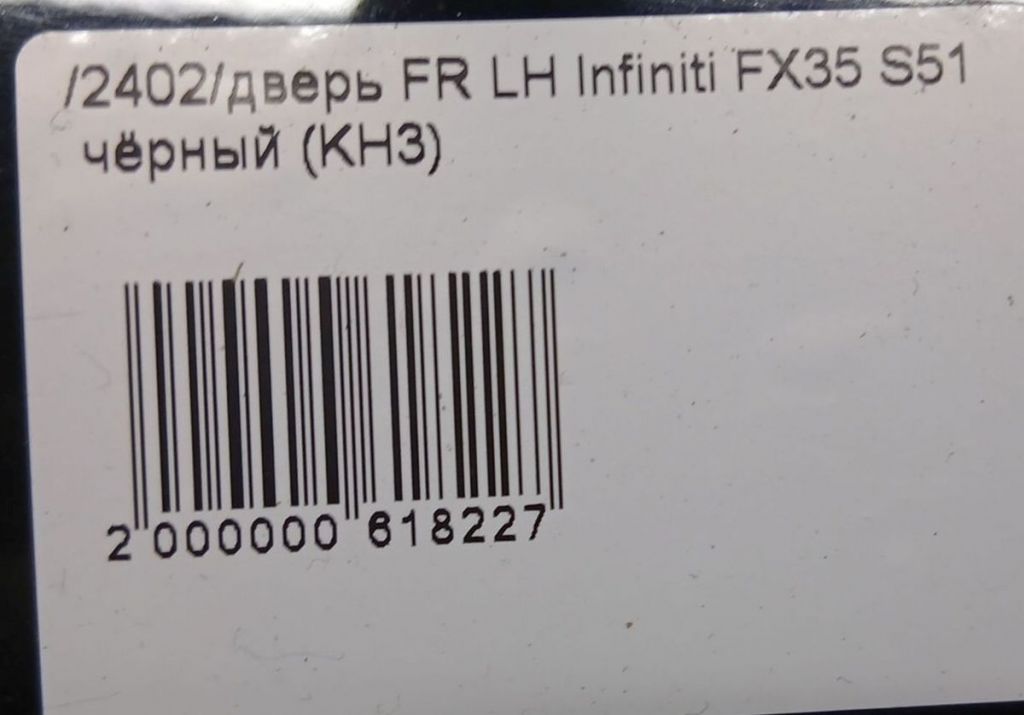 /2402/дверь FR LH Infiniti FX35 S51
чёрный (KH3)
2 000000 618227